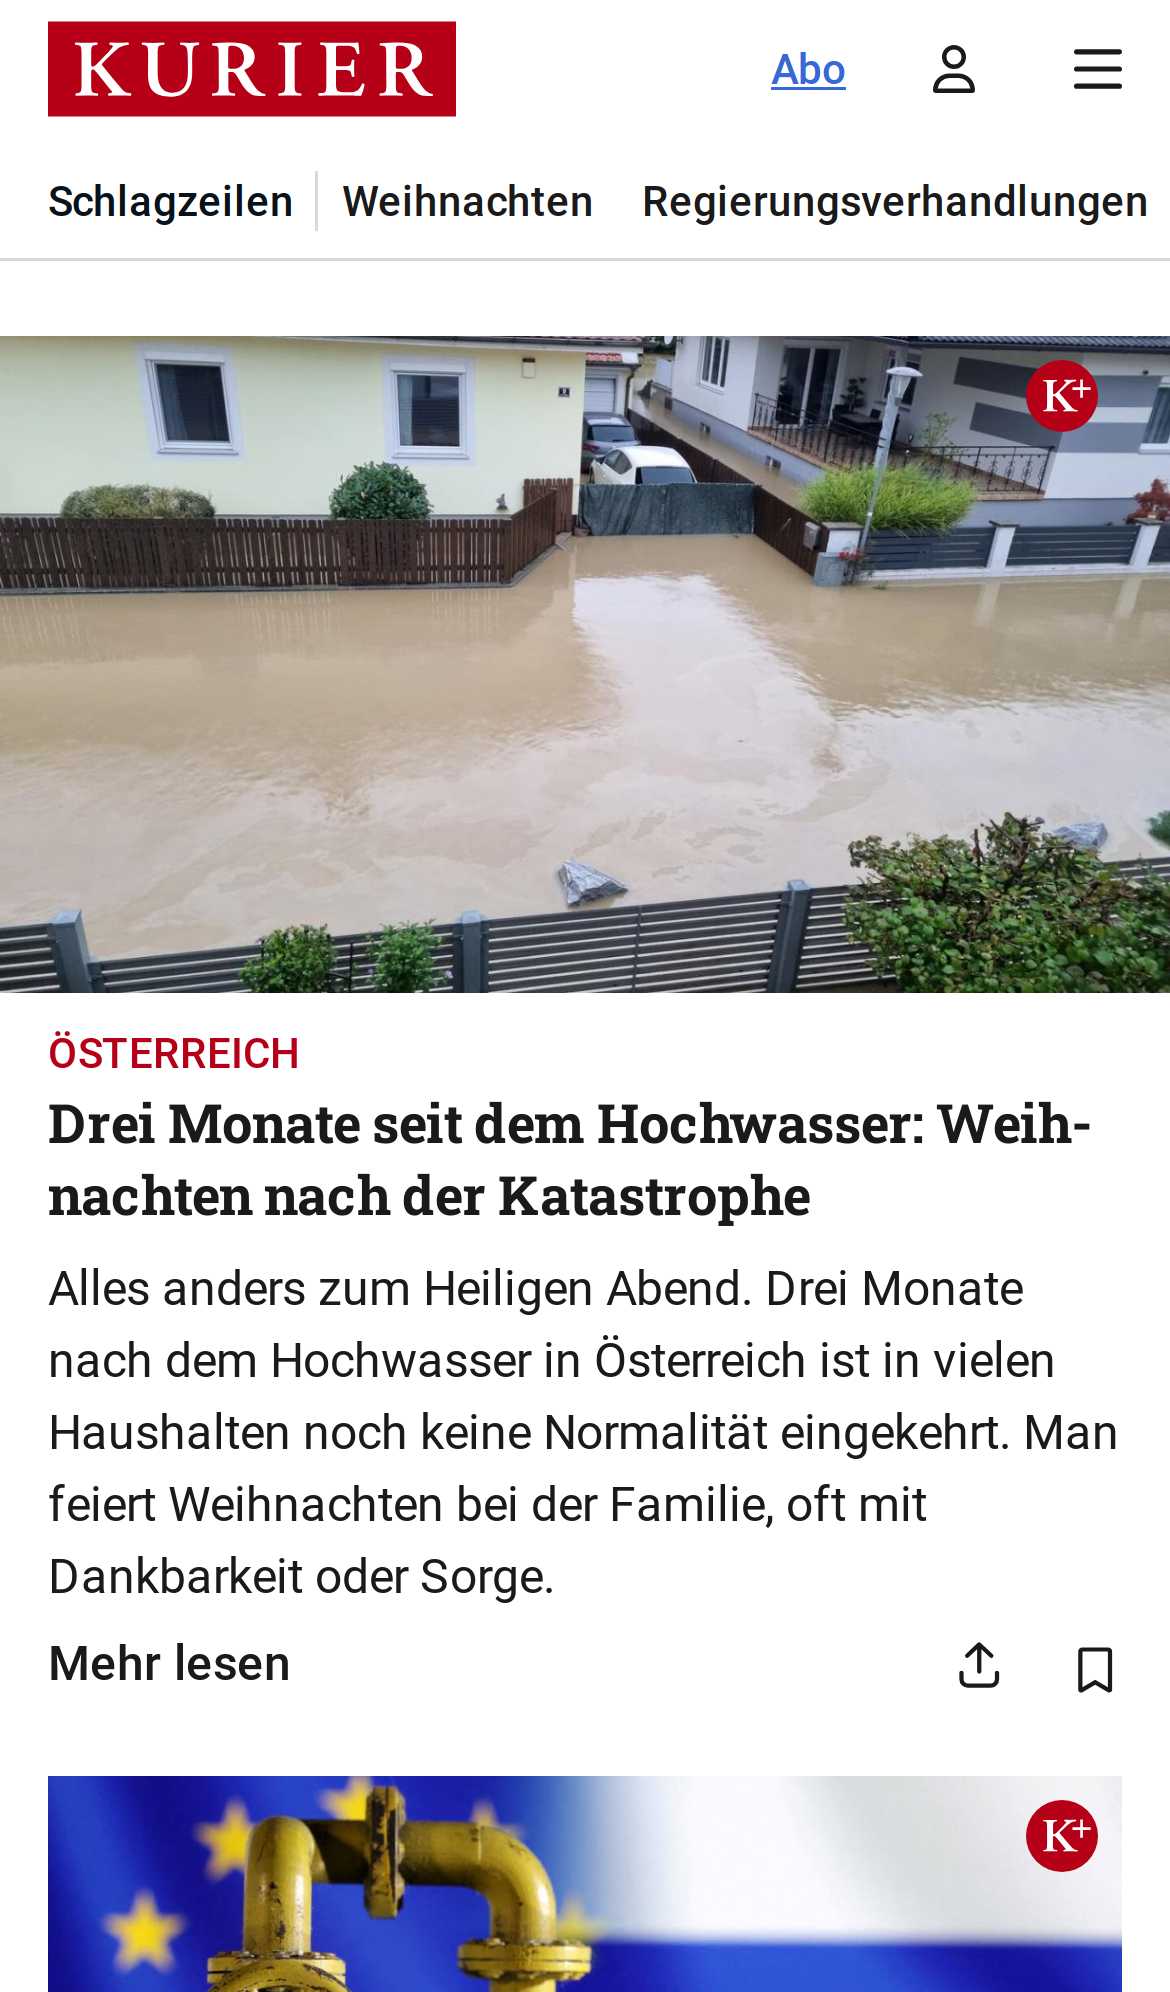 KURIER
Abo
Schlagzeilen
Weihnachten
Regierungsverhandlungen
K+
ÖSTERREICH
Drei Monate seit dem Hochwasser: Weih-
nachten nach der Katastrophe
Alles anders zum Heiligen Abend. Drei Monate
nach dem Hochwasser in Österreich ist in vielen
Haushalten noch keine Normalität eingekehrt. Man
feiert Weihnachten bei der Familie, oft mit
Dankbarkeit oder Sorge.
Mehr lesen
K+